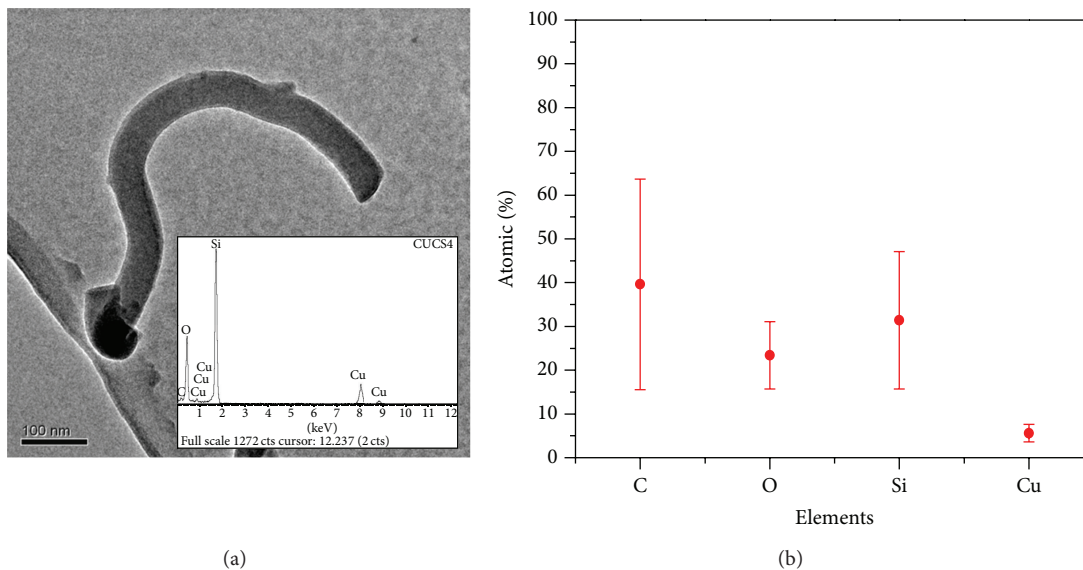 CUCS4
Si
O
Cu
Cu
C Cu
Cu
Cu
1 2 3 4 5 6 7 8 9 10 11 12
(keV)
Full scale 1272 cts cursor: 12.237 (2 cts)
100 nm
(a)
100
90
80
70
60
50
40
30
20
10
0
Atomic (%)
C O Si Cu
Elements
(b)